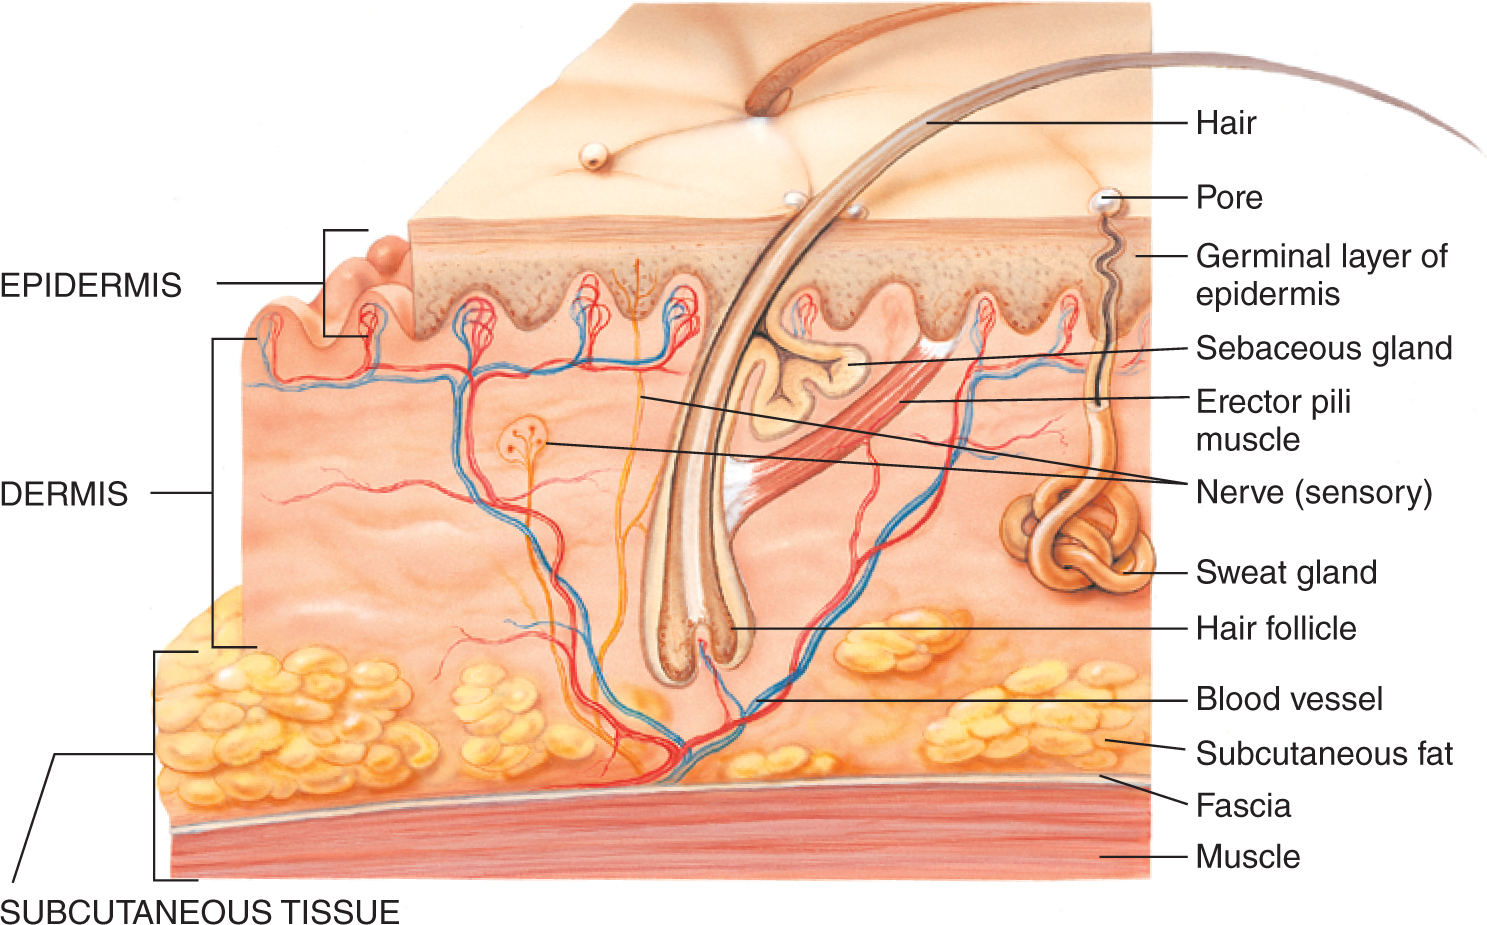 Hair
Pore
Germinal layer of
epidermis
EPIDERMIS
Sebaceous gland
Erector pili
muscle
DERMIS
Nerve (sensory)
Sweat gland
Hair follicle
Blood vessel
Subcutaneous fat
Fascia
Muscle
SUBCUTANEOUS TISSUE